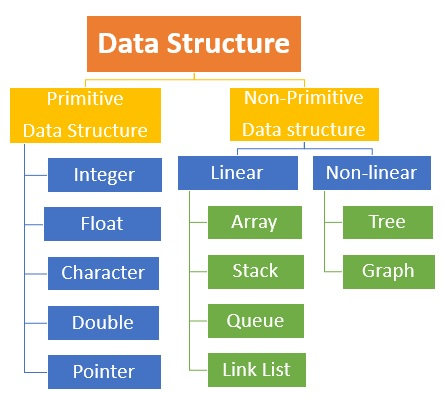 Data Structure
Primitive
Data Structure
Non-Primitive
Data structure
Integer
Float
Character
Double
Pointer
Linear
Array
Stack
Queue
Link List
Non-linear
Tree
Graph